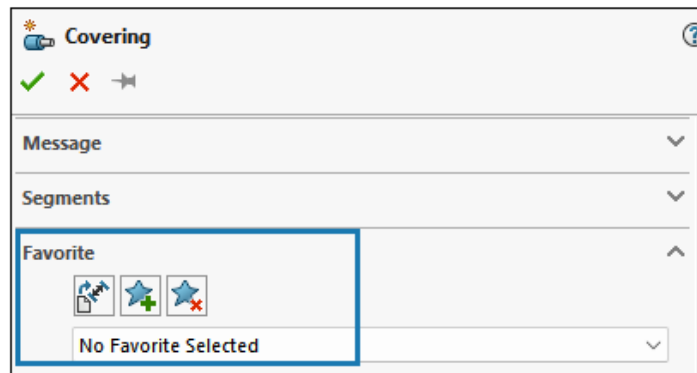 Covering
?
Message
Segments
Favorite
No Favorite Selected